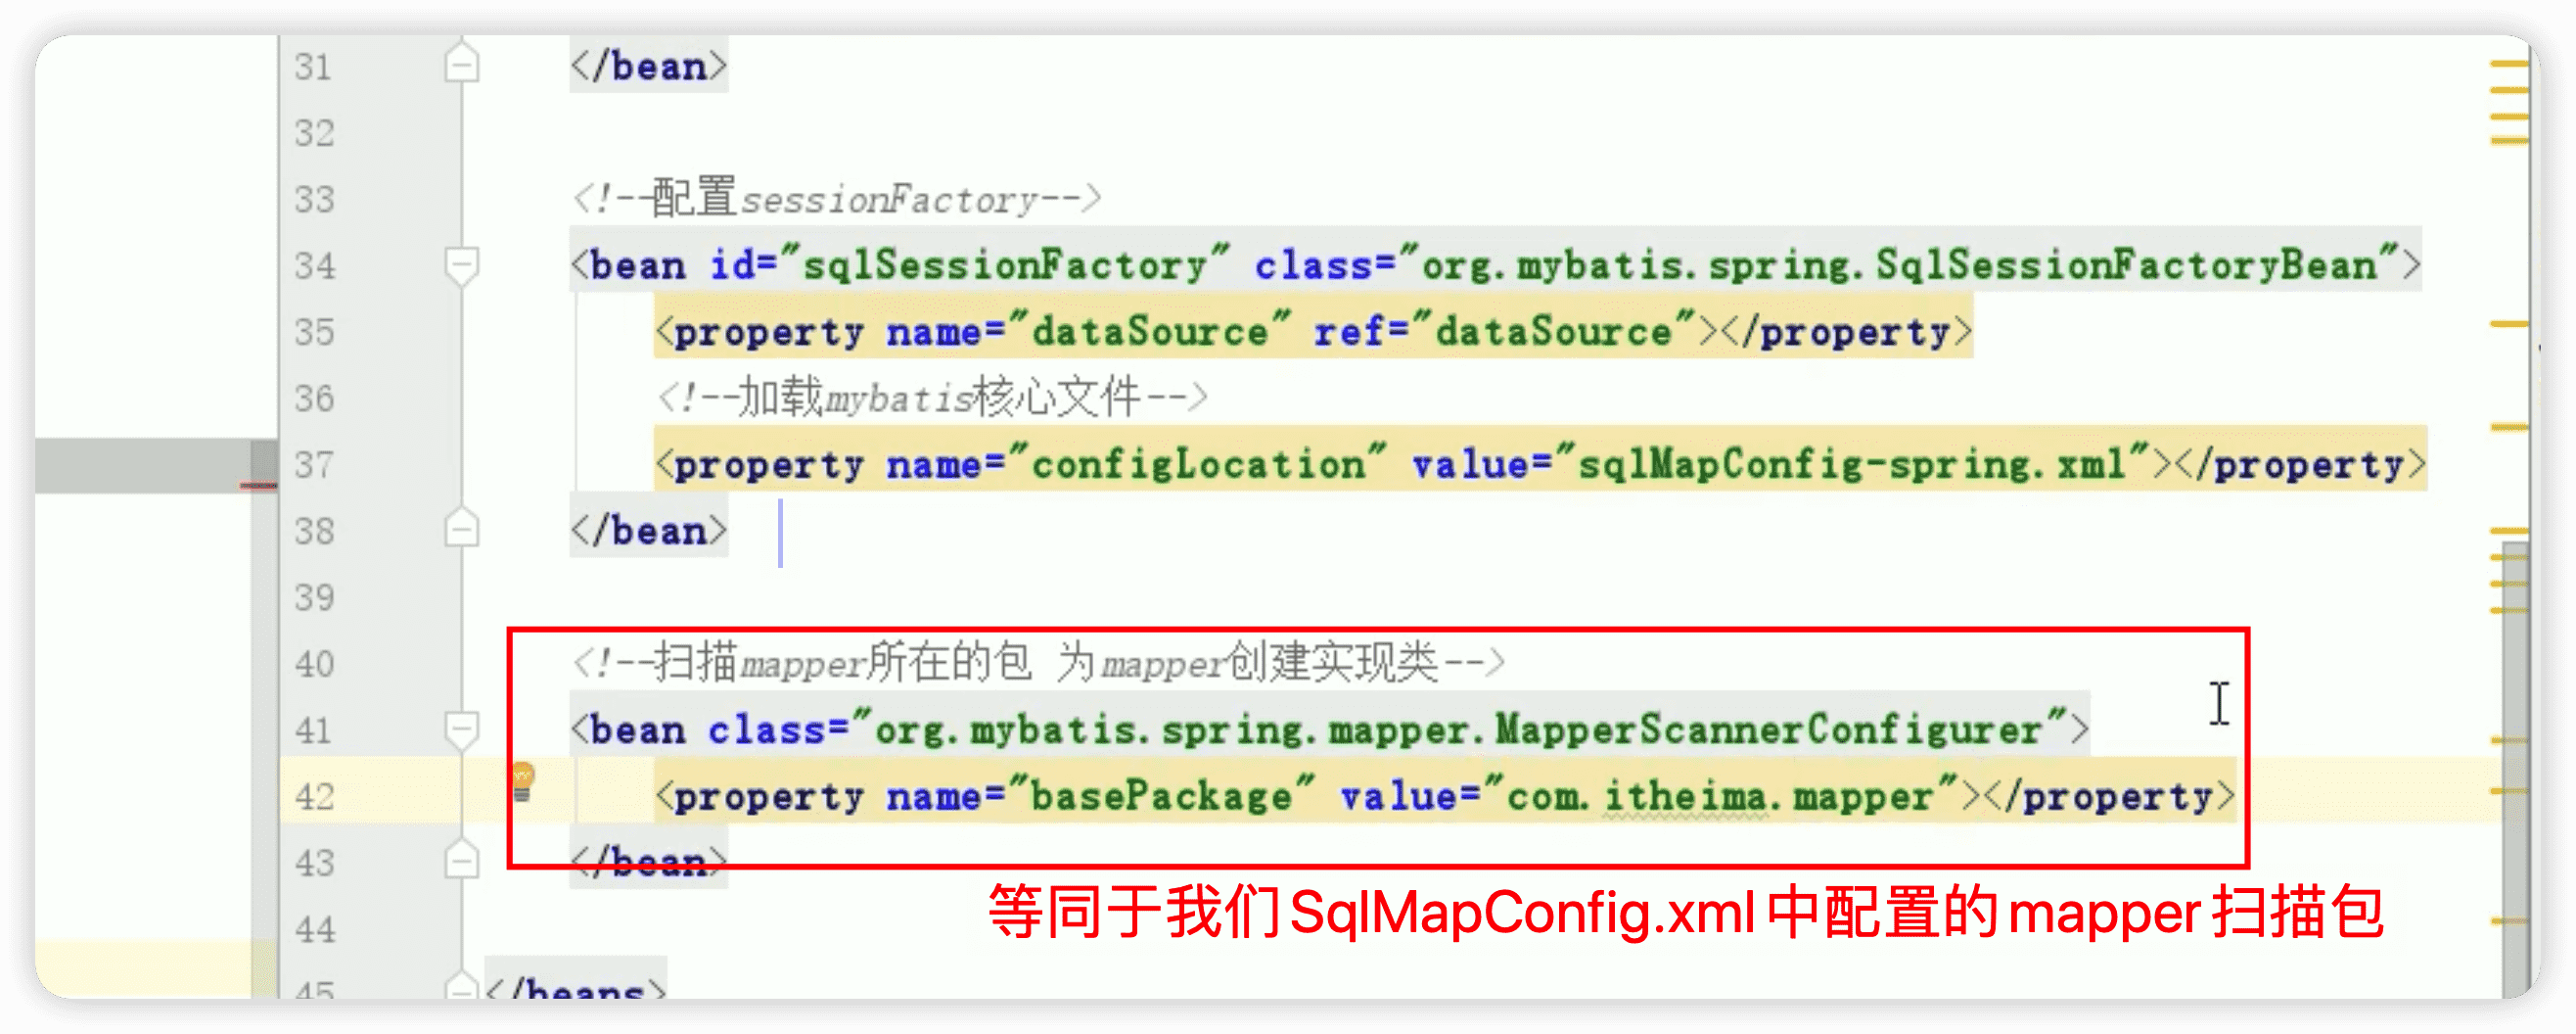 31 </bean>
32
33 <!--配置sessionFactory-->
34 <bean id="sqlSessionFactory" class="org.mybatis.spring.SqlSessionFactoryBean">
35 <property name="dataSource" ref="dataSource"></property>
36 <!--加载mybatis核心文件-->
37 <property name="configLocation" value="sqlMapConfig-spring.xml"></property>
38 </bean>
39
40 <!--扫描mapper所在的包 为mapper创建实现类-->
41 <bean class="org.mybatis.spring.mapper.MapperScannerConfigurer">
42 <property name="basePackage" value="com.itheima.mapper"></property>
43 </bean>
等同于我们SqlMapConfig.xml中配置的mapper扫描包
44
45 </beans>